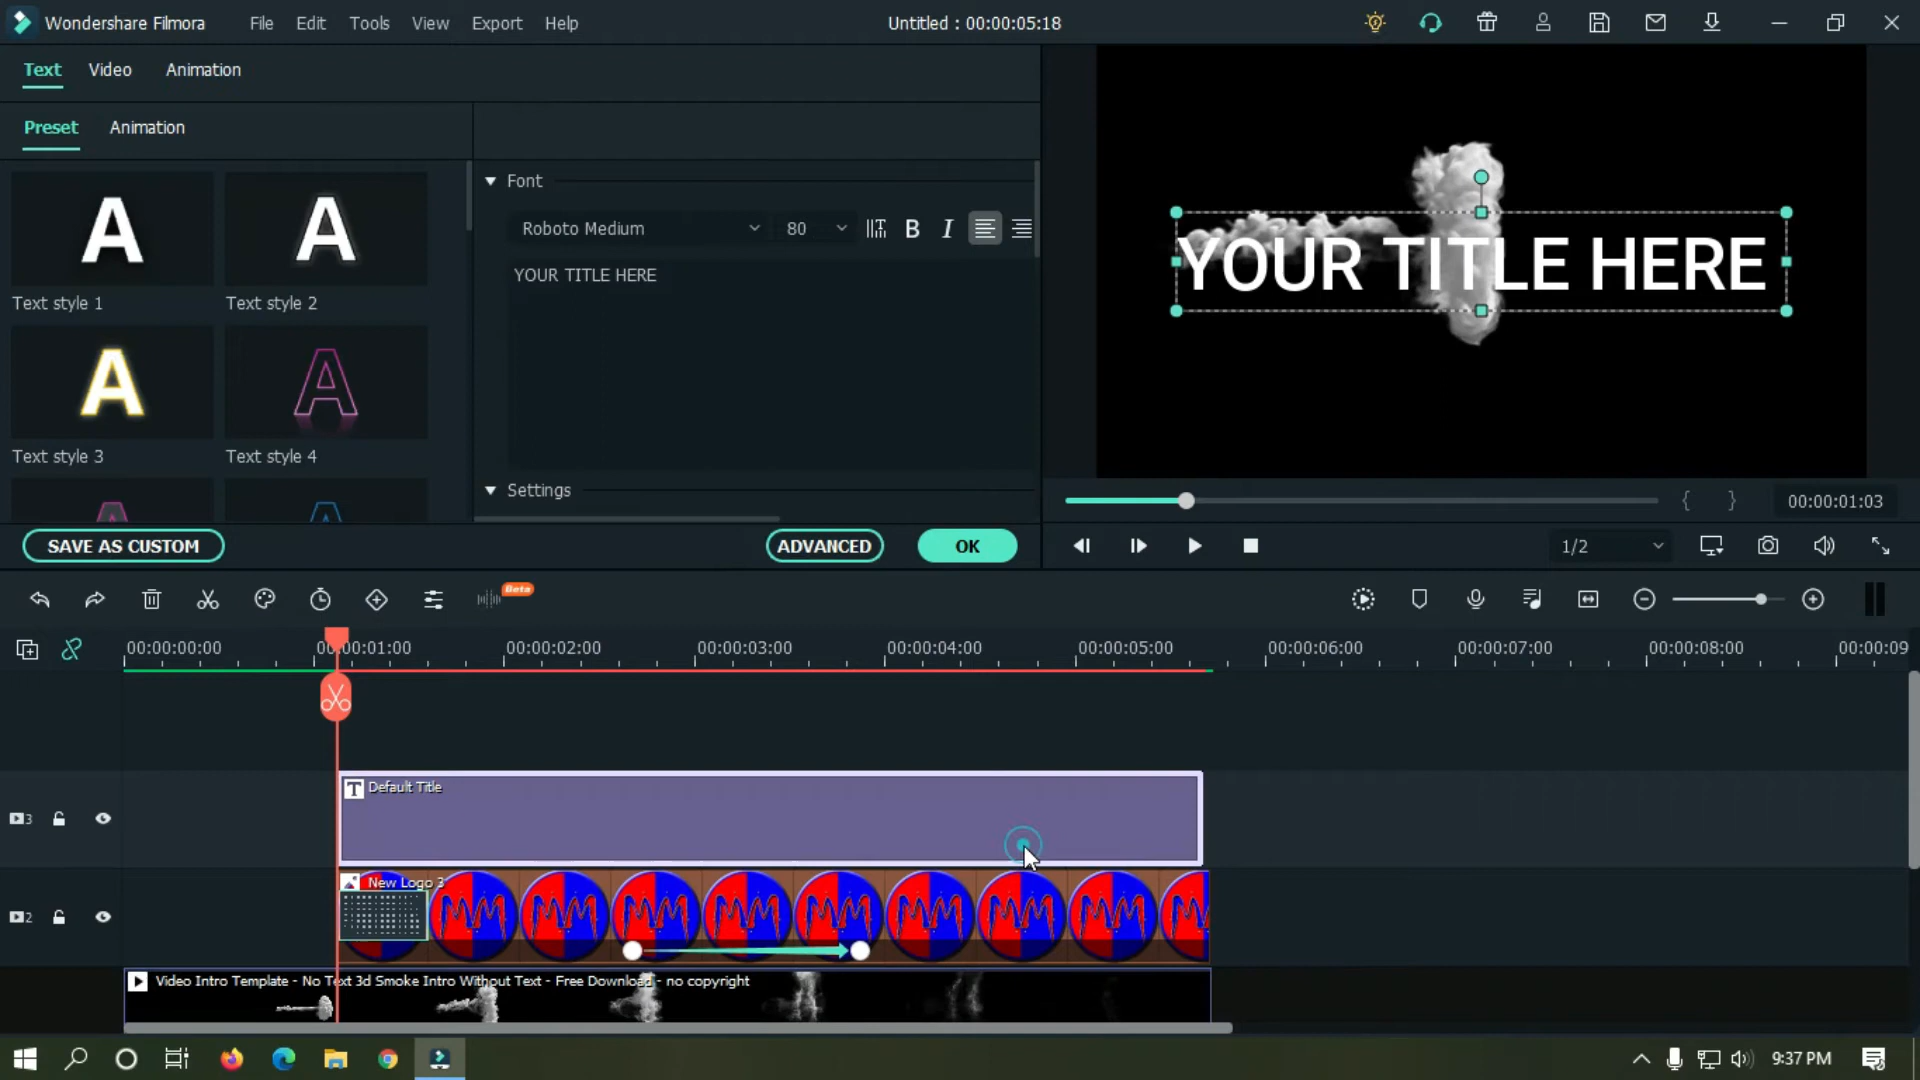 Wondershare Filmora
File Edit Tools View Export Help
Untitled : 00:00:05:18
Text Video Animation
Preset Animation
Text style 1
Text style 2
Text style 3
Text style 4
Font
Roboto Medium 80 B I
YOUR TITLE HERE
Settings
SAVE AS CUSTOM
ADVANCED
OK
YOUR TITLE HERE
00:00:01:03
1/2
Beta
00:00:00:00 00:00:01:00 00:00:02:00 00:00:03:00 00:00:04:00 00:00:05:00 00:00:06:00 00:00:07:00 00:00:08:00 00:00:09
3
T Default Title
2
New Logo 3
Video Intro Template - No Text 3d Smoke Intro Without Text - Free Download - no copyright
9:37 PM